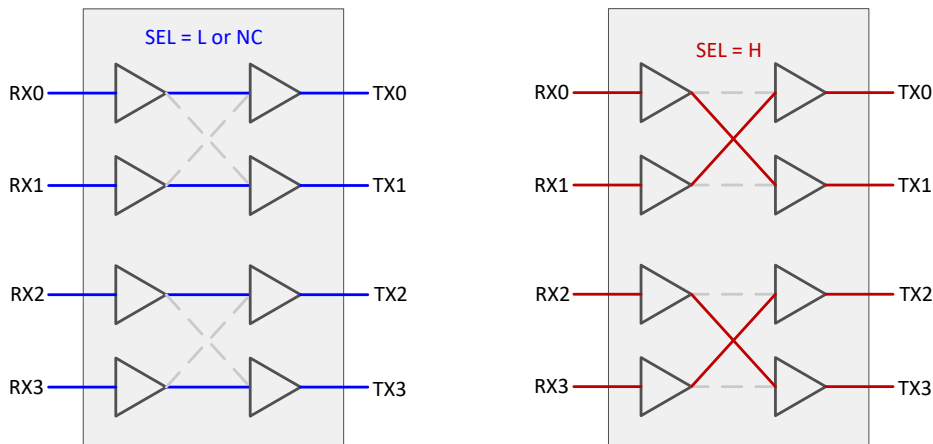 SEL = L or NC
RX0
TX0
RX1
TX1
RX2
TX2
RX3
TX3
SEL = H
RX0
TX0
RX1
TX1
RX2
TX2
RX3
TX3